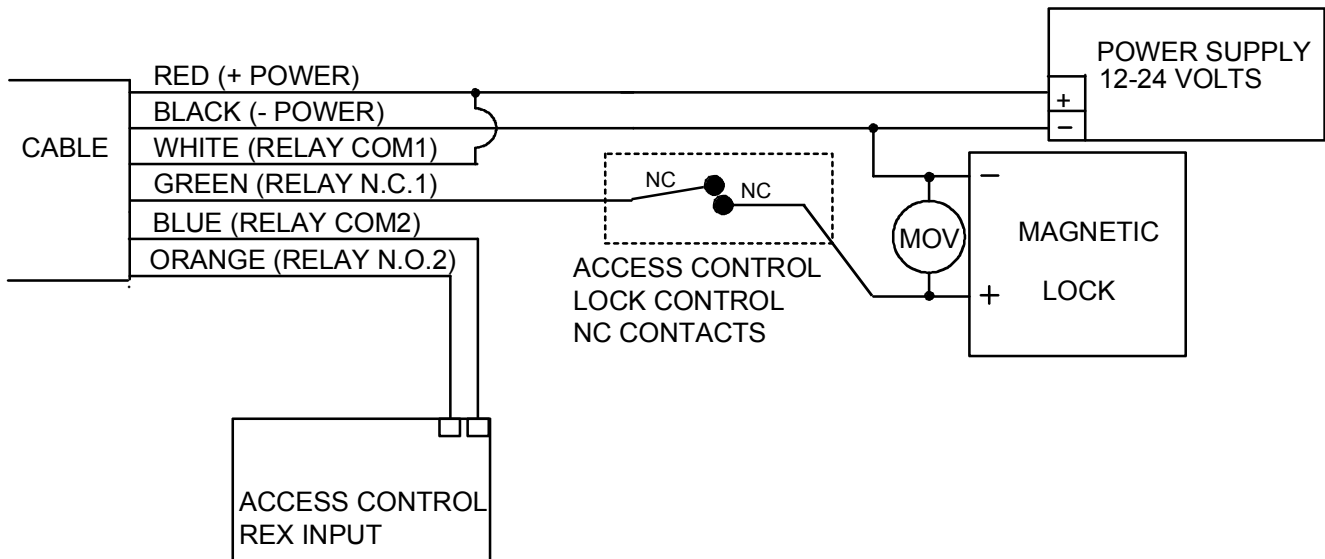 POWER SUPPLY
12-24 VOLTS
+
−
RED (+ POWER)
BLACK (- POWER)
CABLE
WHITE (RELAY COM1)
GREEN (RELAY N.C.1)
BLUE (RELAY COM2)
ORANGE (RELAY N.O.2)
NC
NC
ACCESS CONTROL
LOCK CONTROL
NC CONTACTS
MOV
−
MAGNETIC
LOCK
+
ACCESS CONTROL
REX INPUT